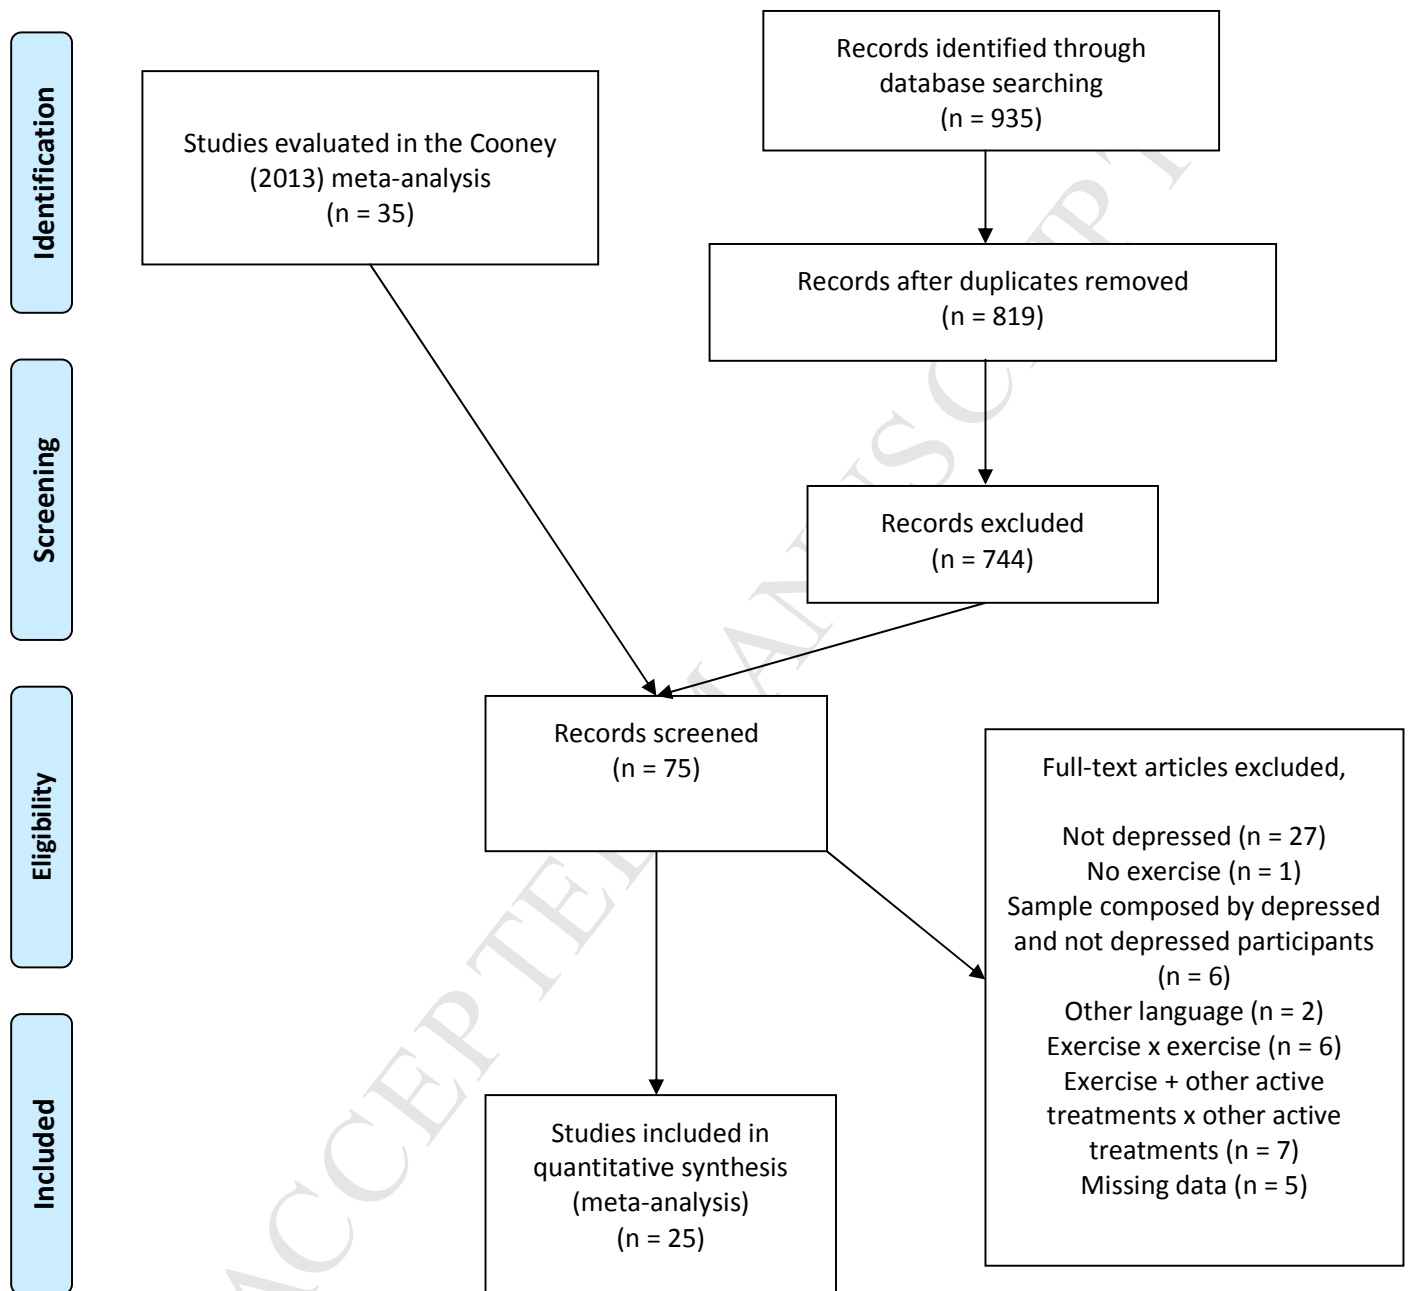 Identification
Studies evaluated in the Cooney
(2013) meta-analysis
(n = 35)
Records identified through
database searching
(n = 935)
Records after duplicates removed
(n = 819)
Screening
Records excluded
(n = 744)
Eligibility
Records screened
(n = 75)
Full-text articles excluded,
Not depressed (n = 27)
No exercise (n = 1)
Sample composed by depressed
and not depressed participants
(n = 6)
Other language (n = 2)
Exercise x exercise (n = 6)
Exercise + other active
treatments x other active
treatments (n = 7)
Missing data (n = 5)
Included
Studies included in
quantitative synthesis
(meta-analysis)
(n = 25)
ACCEPTED MANUSCRIPT